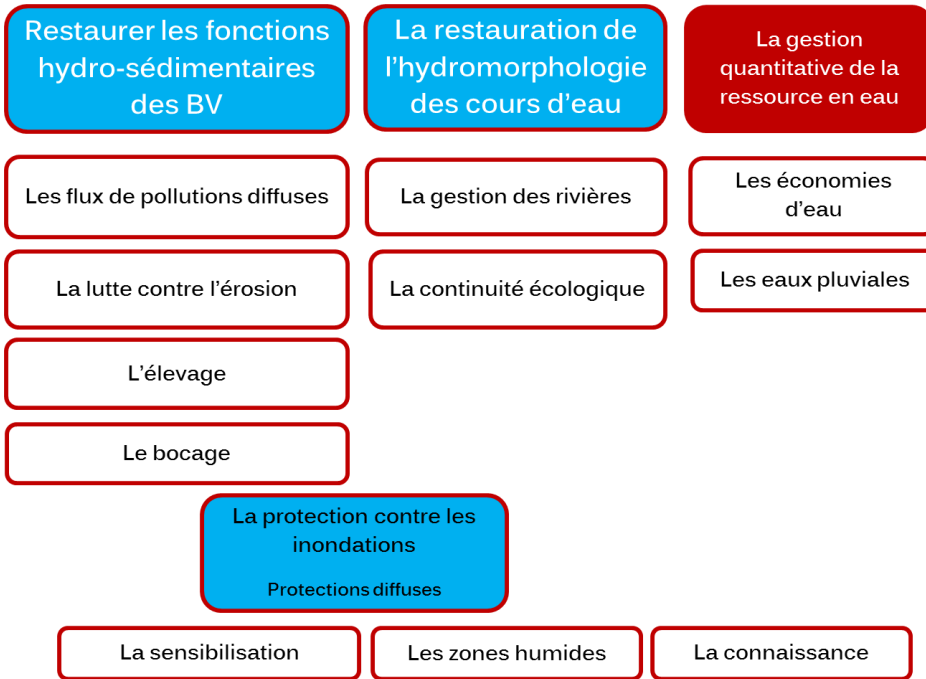 Restaurer les fonctions
hydro-sédimentaires
des BV
La restauration de
l'hydromorphologie
des cours d'eau
La gestion
quantitative de la
ressource en eau
Les flux de pollutions diffuses
La gestion des rivières
Les économies
d'eau
La lutte contre l'érosion
La continuité écologique
Les eaux pluviales
L'élevage
Le bocage
La protection contre les
inondations
Protections diffuses
La sensibilisation
Les zones humides
La connaissance